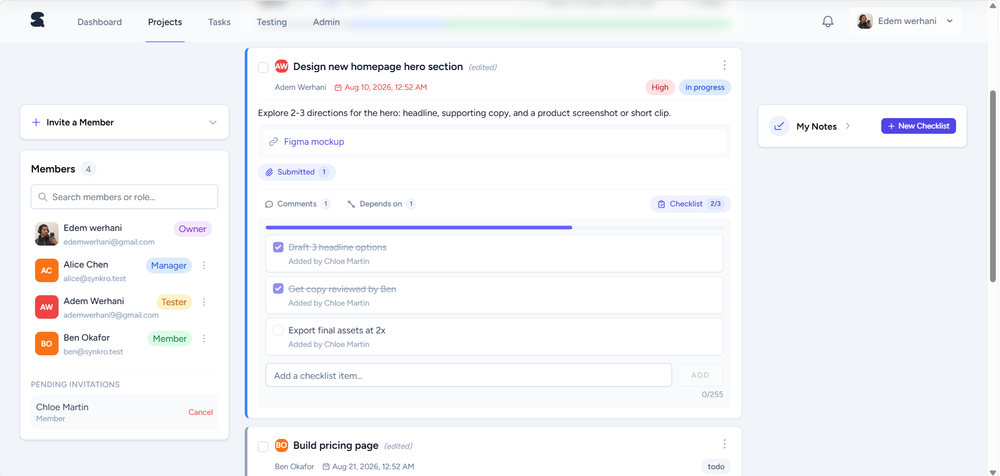 Dashboard
Projects
Tasks
Testing
Admin
Edem werhani
Invite a Member
Members 4
Search members or role...
Edem werhani
Owner
edemwerhani@gmail.com
AC
Alice Chen
Manager
alice@synkro.test
AW
Adem Werhani
Tester
ademwerhani9@gmail.com
BO
Ben Okafor
Member
ben@synkro.test
PENDING INVITATIONS
Chloe Martin
Member
Cancel
AW Design new homepage hero section (edited)
Adem Werhani Aug 10, 2026, 12:52 AM
High in progress
Explore 2-3 directions for the hero: headline, supporting copy, and a product screenshot or short clip.
Figma mockup
Submitted 1
Comments 1 Depends on 1
Checklist 2/3
Draft 3 headline options
Added by Chloe Martin
Get copy reviewed by Ben
Added by Chloe Martin
Export final assets at 2x
Added by Chloe Martin
Add a checklist item...
ADD
0/255
BO Build pricing page (edited)
Ben Okafor Aug 21, 2026, 12:52 AM
todo
My Notes
+ New Checklist